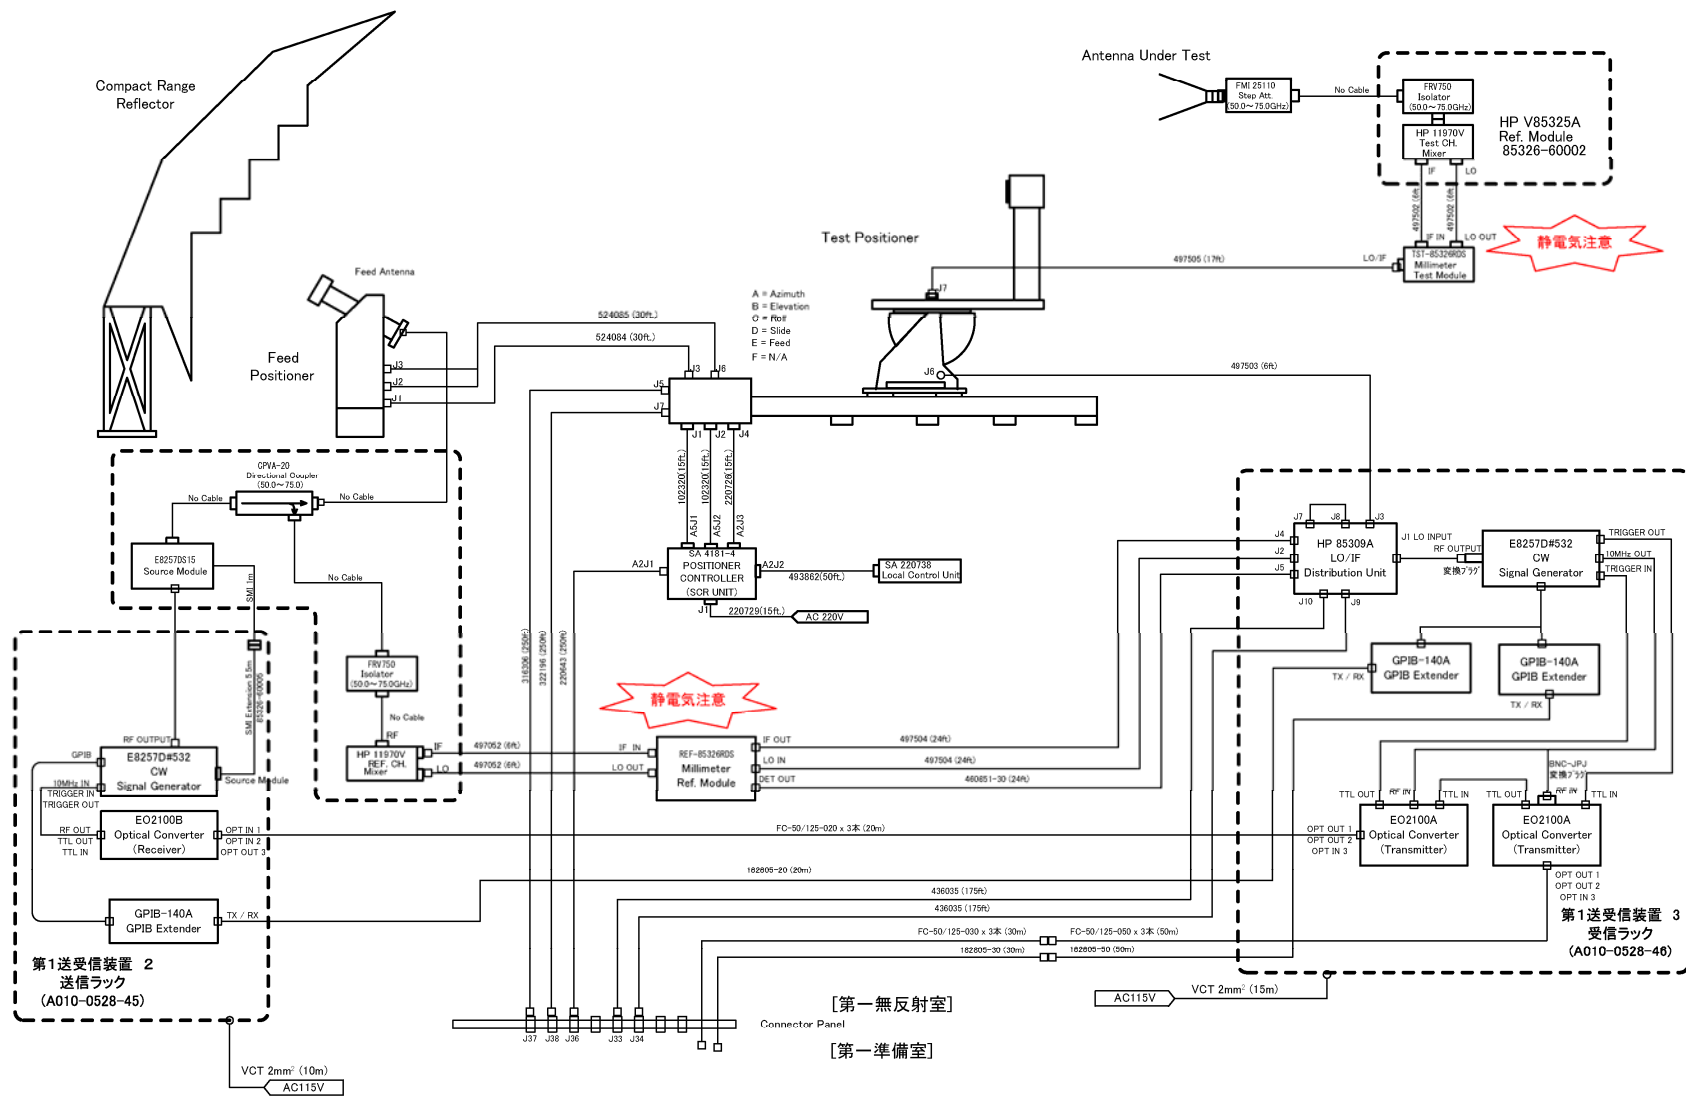 Compact Range
Reflector
Antenna Under Test
FMI 25110
Step Att.
(50.0～75.0GHz)
No Cable
FRV750
Isolator
(50.0～75.0GHz)
HP 11970V
Test CH.
Mixer
HP V85325A
Ref. Module
85326-60002
IF
LO
497502 (6ft)
497502 (6ft)
IF IN
LO OUT
TST-85326RDS
Millimeter
Test Module
静電気注意
LO/IF
497505 (17ft)
Test Positioner
J7
J6
497503 (6ft)
Feed Antenna
Feed
Positioner
J3
J2
J1
524085 (30ft.)
524084 (30ft.)
A = Azimuth
B = Elevation
C = Roll
D = Slide
E = Feed
F = N/A
J3
J6
J5
J7
J1
J2
J4
102320(15ft.)
102320(15ft.)
220726(15ft.)
A5J1
A5J2
A2J3
SA 4181-4
POSITIONER
CONTROLLER
(SCR UNIT)
A2J1
A2J2
493862(50ft.)
SA 220738
Local Control Unit
J1
220729(15ft.)
AC 220V
CPVA-20
Directional Coupler
(50.0～75.0)
No Cable
No Cable
E8257DS15
Source Module
SMI 1m
No Cable
SMI Extension 5.5m
85326-60006
FRV750
Isolator
(50.0～75.0GHz)
No Cable
RF
HP 11970V
REF. CH.
Mixer
IF
LO
497052 (6ft)
497052 (6ft)
IF IN
LO OUT
静電気注意
REF-85326RDS
Millimeter
Ref. Module
IF OUT
LO IN
DET OUT
497504 (24ft)
497504 (24ft)
460851-30 (24ft)
316306 (250ft)
322196 (250ft)
220643 (250ft)
RF OUTPUT
GPIB
E8257D#532
CW
Signal Generator
Source Module
10MHz IN
TRIGGER IN
TRIGGER OUT
RF OUT
TTL OUT
TTL IN
EO2100B
Optical Converter
(Receiver)
OPT IN 1
OPT IN 2
OPT OUT 3
GPIB-140A
GPIB Extender
TX / RX
第1送受信装置 2
送信ラック
(A010-0528-45)
VCT 2mm² (10m)
AC115V
FC-50/125-020 x 3本 (20m)
182805-20 (20m)
436035 (175ft)
436035 (175ft)
FC-50/125-030 x 3本 (30m)
FC-50/125-050 x 3本 (50m)
182805-30 (30m)
182805-50 (50m)
J7
J8
J3
J4
J2
J5
HP 85309A
LO/IF
Distribution Unit
J1 LO INPUT
RF OUTPUT
変換プラグ
J10
J9
E8257D#532
CW
Signal Generator
TRIGGER OUT
10MHz OUT
TRIGGER IN
GPIB-140A
GPIB Extender
TX / RX
GPIB-140A
GPIB Extender
TX / RX
BNC-JPJ
変換プラグ
TTL OUT
RF IN
TTL IN
TTL OUT
RF IN
TTL IN
EO2100A
Optical Converter
(Transmitter)
OPT OUT 1
OPT OUT 2
OPT IN 3
EO2100A
Optical Converter
(Transmitter)
OPT OUT 1
OPT OUT 2
OPT IN 3
第1送受信装置 3
受信ラック
(A010-0528-46)
AC115V
VCT 2mm² (15m)
[第一無反射室]
Connector Panel
J37
J38
J36
J33
J34
[第一準備室]